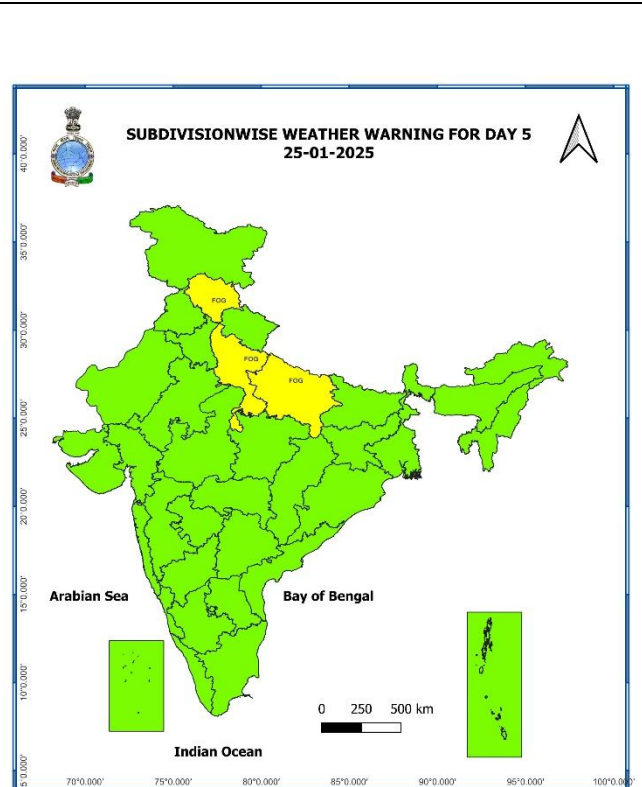 SUBDIVISIONWISE WEATHER WARNING FOR DAY 5
25-01-2025
40°0.000'
35°0.000'
30°0.000'
25°0.000'
20°0.000'
15°0.000'
10°0.000'
5°0.000'
FOG
FOG
FOG
Arabian Sea
Bay of Bengal
0 250 500 km
Indian Ocean
70°0.000' 75°0.000' 80°0.000' 85°0.000' 90°0.000' 95°0.000' 100°0.000'